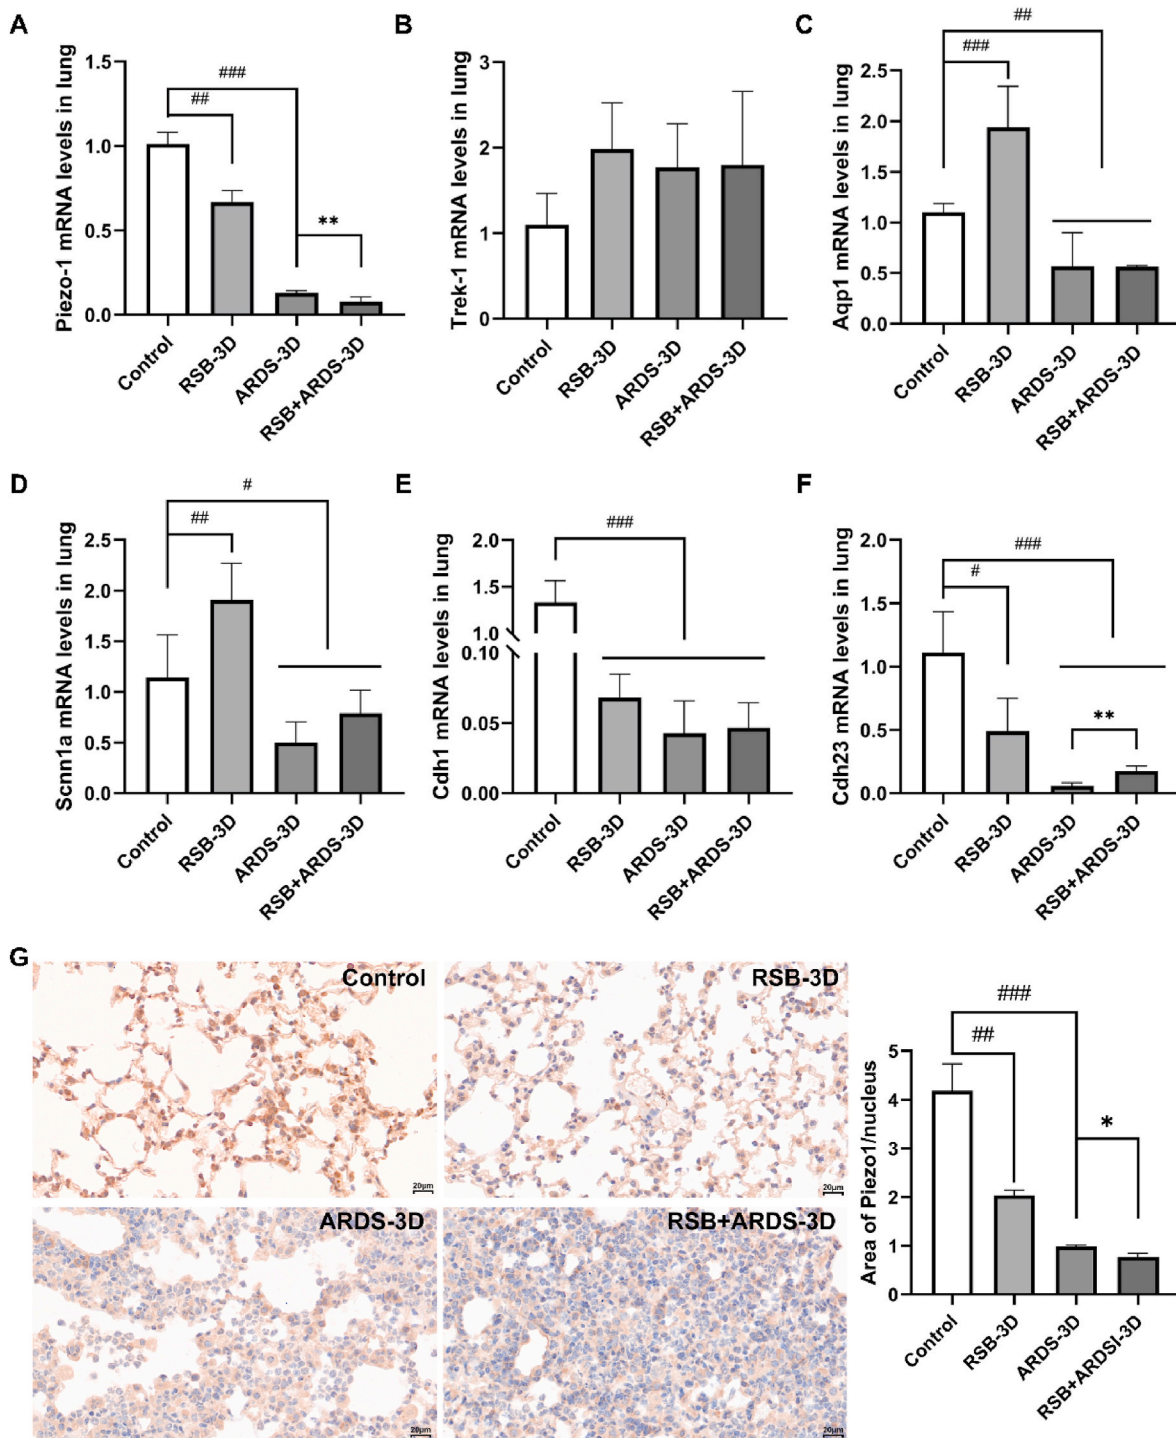 A
Piezo-1 mRNA levels in lung
1.5
1.0
0.5
0.0
###
##
**
Control
RSB-3D
ARDS-3D
RSB+ARDS-3D
B
Trek-1 mRNA levels in lung
3
2
1
0
Control
RSB-3D
ARDS-3D
RSB+ARDS-3D
C
Aqp1 mRNA levels in lung
2.5
2.0
1.5
1.0
0.5
0.0
##
###
Control
RSB-3D
ARDS-3D
RSB+ARDS-3D
D
Scnn1a mRNA levels in lung
2.5
2.0
1.5
1.0
0.5
0.0
#
##
Control
RSB-3D
ARDS-3D
RSB+ARDS-3D
E
Cdh1 mRNA levels in lung
2.0
1.5
1.0
0.10
0.05
0.00
###
Control
RSB-3D
ARDS-3D
RSB+ARDS-3D
F
Cdh23 mRNA levels in lung
2.0
1.5
1.0
0.5
0.0
###
#
**
Control
RSB-3D
ARDS-3D
RSB+ARDS-3D
G
Control
20μm
RSB-3D
20μm
ARDS-3D
20μm
RSB+ARDS-3D
20μm
Area of Piezo1/nucleus
5
4
3
2
1
0
###
##
*
Control
RSB-3D
ARDS-3D
RSB+ARDSI-3D